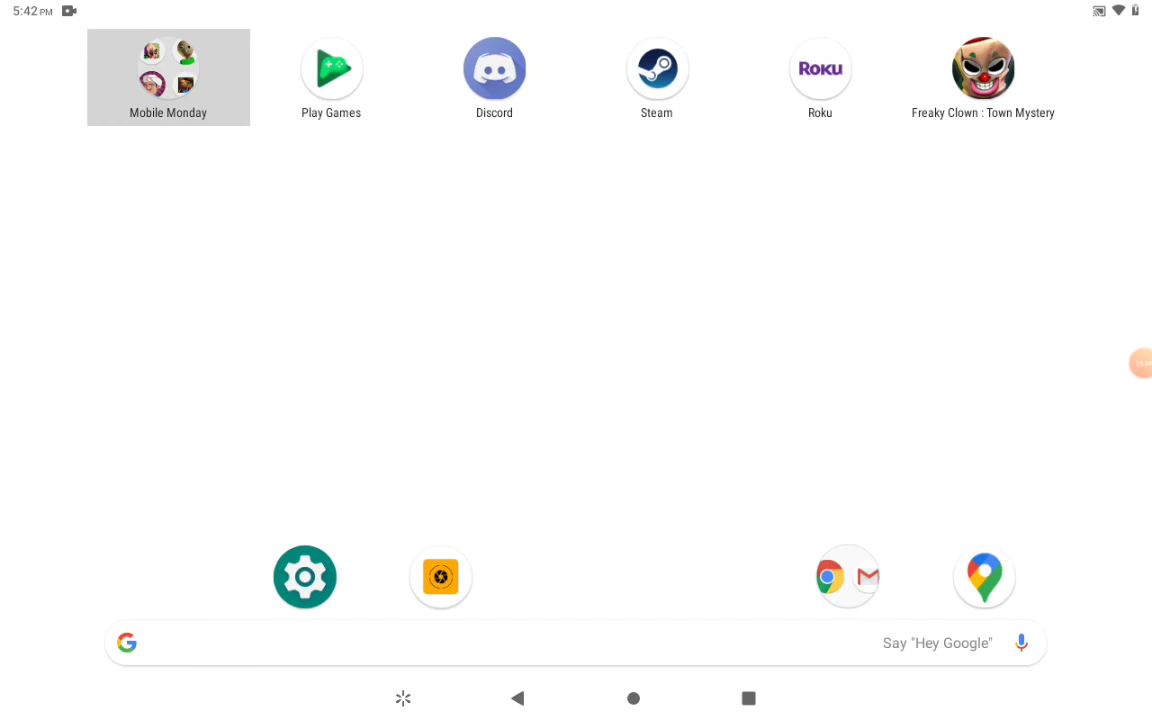 5:42 PM
Mobile Monday
Play Games
Discord
Steam
ROKU
Roku
Freaky Clown : Town Mystery
Say "Hey Google"